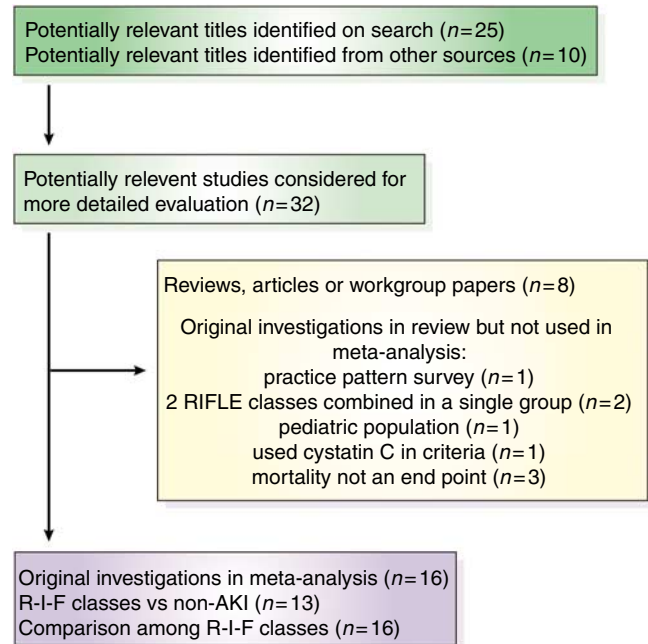 Potentially relevant titles identified on search (n=25)
Potentially relevant titles identified from other sources (n=10)
Potentially relevent studies considered for
more detailed evaluation (n=32)
Reviews, articles or workgroup papers (n=8)
Original investigations in review but not used in
meta-analysis:
practice pattern survey (n=1)
2 RIFLE classes combined in a single group (n=2)
pediatric population (n=1)
used cystatin C in criteria (n=1)
mortality not an end point (n=3)
Original investigations in meta-analysis (n=16)
R-I-F classes vs non-AKI (n=13)
Comparison among R-I-F classes (n=16)